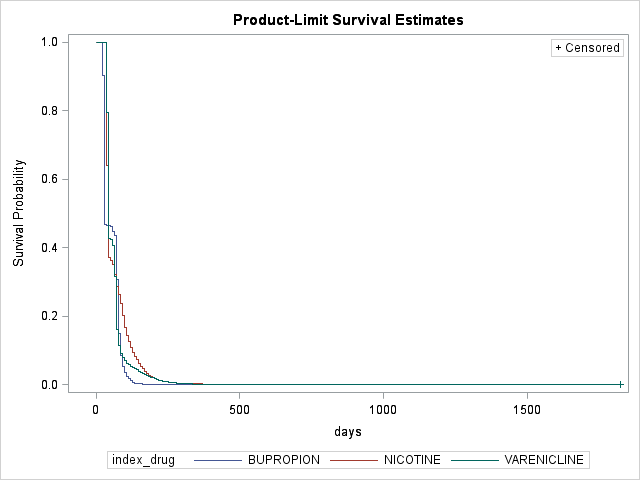 Product-Limit Survival Estimates
+ Censored
Survival Probability
1.0
0.8
0.6
0.4
0.2
0.0
0 500 1000 1500
days
index_drug BUPROPION NICOTINE VARENICLINE